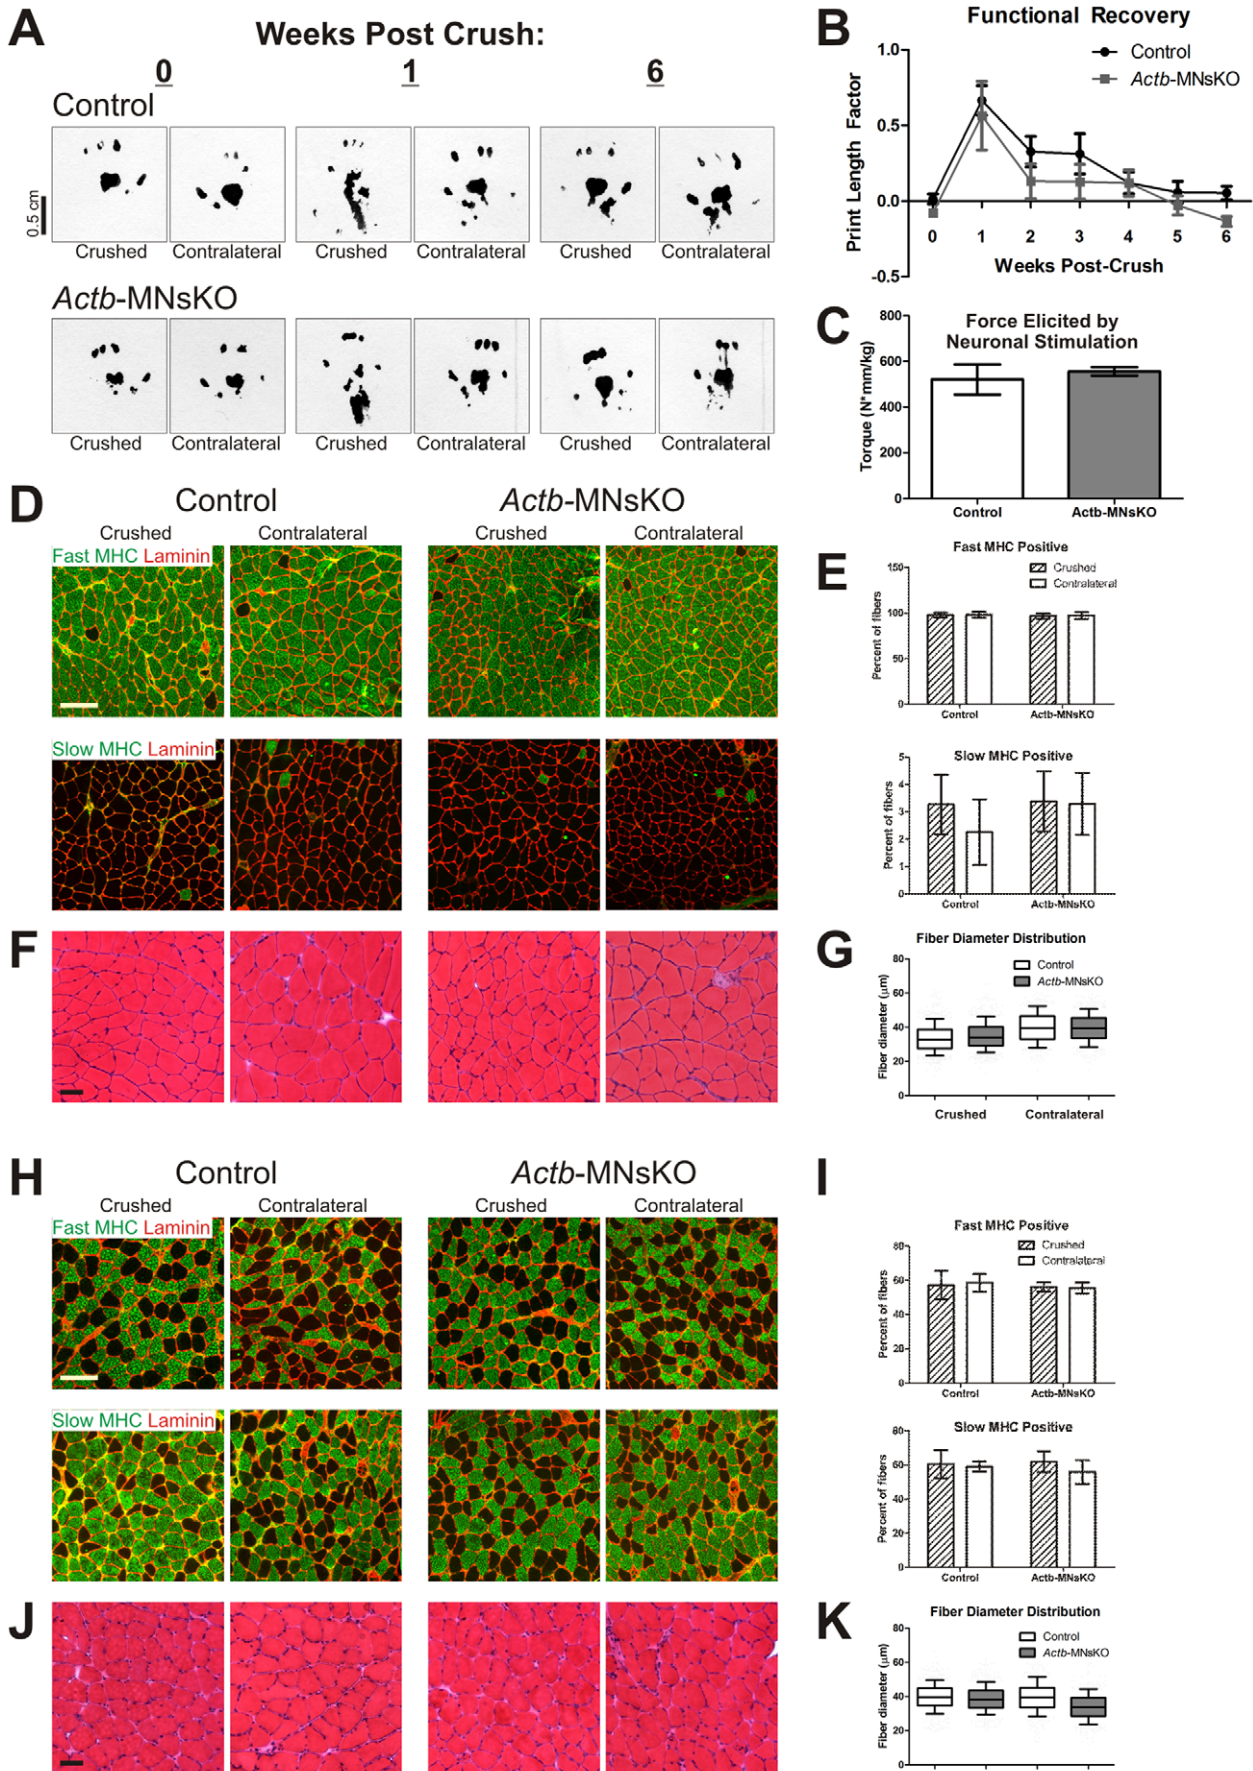 A
Weeks Post Crush:
0 1 6
Control
0.5 cm
Crushed Contralateral Crushed Contralateral Crushed Contralateral
Actb-MNsKO
Crushed Contralateral Crushed Contralateral Crushed Contralateral
B
Functional Recovery
Control
Actb-MNsKO
Print Length Factor
1.0
0.5
0.0
-0.5
0 1 2 3 4 5 6
Weeks Post-Crush
C
Force Elicited by
Neuronal Stimulation
Torque (N*mm/kg)
800
600
400
200
0
Control Actb-MNsKO
D
Control Actb-MNsKO
Crushed Contralateral Crushed Contralateral
Fast MHC Laminin
Slow MHC Laminin
E
Fast MHC Positive
Crushed
Contralateral
Percent of fibers
150
100
50
0
Control Actb-MNsKO
Slow MHC Positive
Percent of fibers
5
4
3
2
1
0
Control Actb-MNsKO
F
G
Fiber Diameter Distribution
Control
Actb-MNsKO
Fiber diameter (μm)
80
60
40
20
0
Crushed Contralateral
H
Control Actb-MNsKO
Crushed Contralateral Crushed Contralateral
Fast MHC Laminin
Slow MHC Laminin
I
Fast MHC Positive
Crushed
Contralateral
Percent of fibers
80
60
40
20
0
Control Actb-MNsKO
Slow MHC Positive
Percent of fibers
80
60
40
20
0
Control Actb-MNsKO
J
K
Fiber Diameter Distribution
Control
Actb-MNsKO
Fiber diameter (μm)
80
60
40
20
0